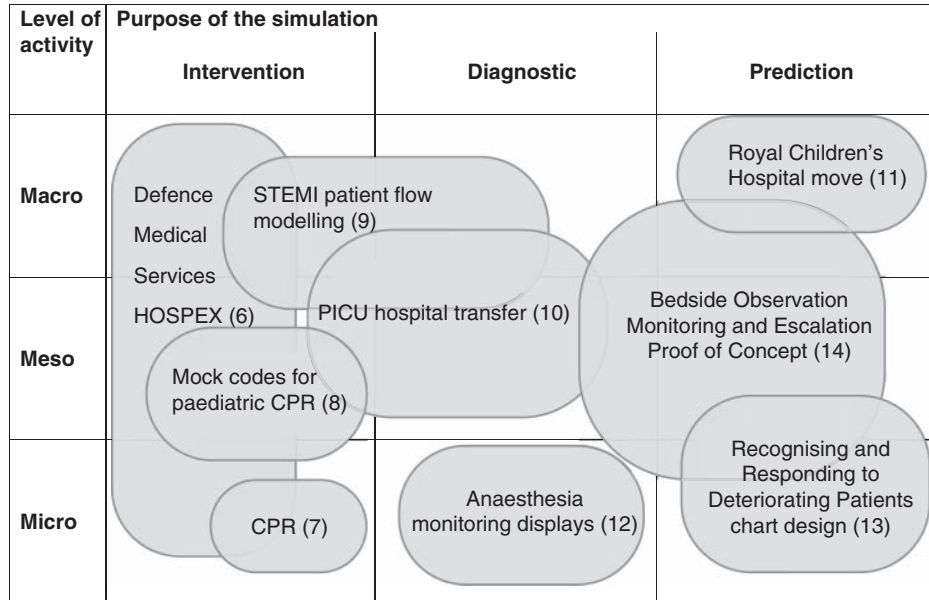 Level of
activity
Purpose of the simulation
Intervention
Diagnostic
Prediction
Macro
Defence
Medical
Services
HOSPEX (6)
STEMI patient flow
modelling (9)
Royal Children's
Hospital move (11)
Meso
PICU hospital transfer (10)
Bedside Observation
Monitoring and Escalation
Proof of Concept (14)
Mock codes for
paediatric CPR (8)
Micro
CPR (7)
Anaesthesia
monitoring displays (12)
Recognising and
Responding to
Deteriorating Patients
chart design (13)